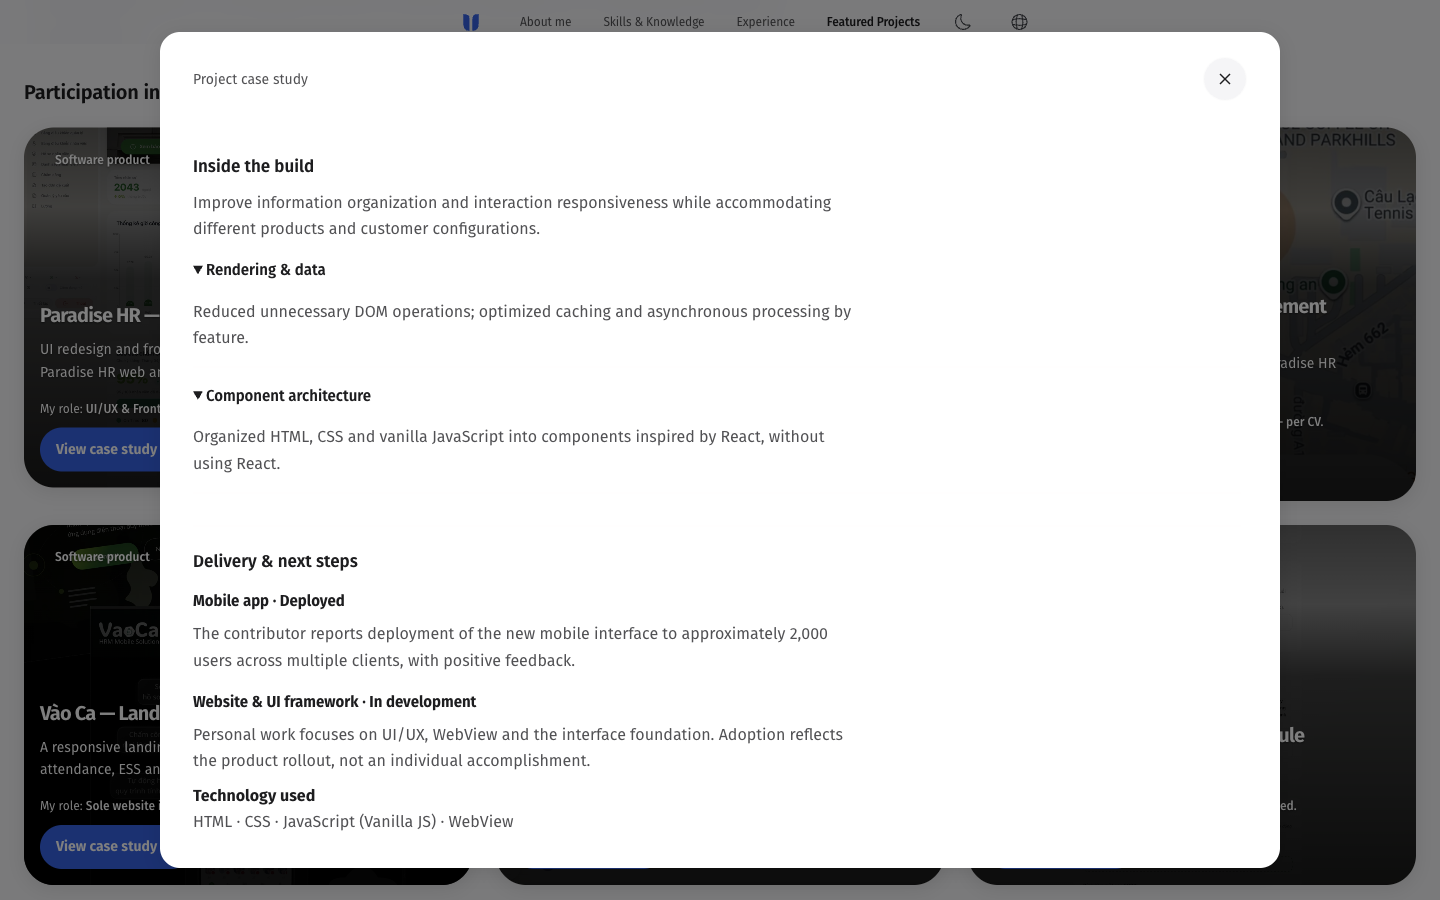 About me
Skills & Knowledge
Experience
Featured Projects
Participation in
Project case study
Inside the build
Improve information organization and interaction responsiveness while accommodating
different products and customer configurations.
▼ Rendering & data
Reduced unnecessary DOM operations; optimized caching and asynchronous processing by
feature.
▼ Component architecture
Organized HTML, CSS and vanilla JavaScript into components inspired by React, without
using React.
Delivery & next steps
Mobile app · Deployed
The contributor reports deployment of the new mobile interface to approximately 2,000
users across multiple clients, with positive feedback.
Website & UI framework · In development
Personal work focuses on UI/UX, WebView and the interface foundation. Adoption reflects
the product rollout, not an individual accomplishment.
Technology used
HTML · CSS · JavaScript (Vanilla JS) · WebView
Software product
2043
Paradise HR —
UI redesign and fro
Paradise HR web a
My role: UI/UX & Front
View case study
AND PARKHILLS
Câu Lạ
Tennis
ement
adise HR
Hẻm 662
- per CV.
Software product
Vào Ca — Land
A responsive landi
attendance, ESS an
My role: Sole website i
View case study
ule
ed.